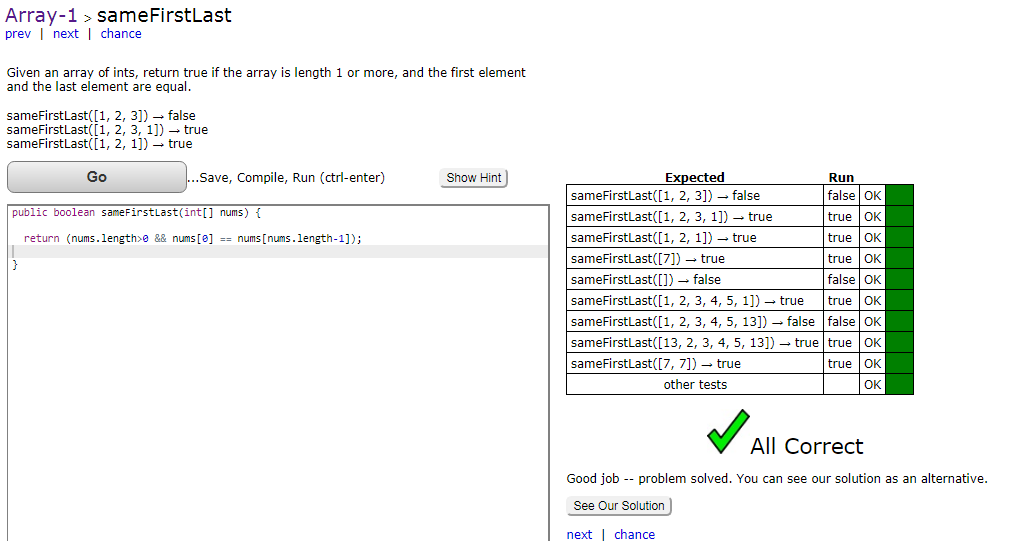 Array-1 > sameFirstLast
prev | next | chance
Given an array of ints, return true if the array is length 1 or more, and the first element
and the last element are equal.
sameFirstLast([1, 2, 3]) → false
sameFirstLast([1, 2, 3, 1]) → true
sameFirstLast([1, 2, 1]) → true
Go ...Save, Compile, Run (ctrl-enter) Show Hint
public boolean sameFirstLast(int[] nums) {
return (nums.length>0 && nums[0] == nums[nums.length-1]);
}
Expected Run
sameFirstLast([1, 2, 3]) → false false OK
sameFirstLast([1, 2, 3, 1]) → true true OK
sameFirstLast([1, 2, 1]) → true true OK
sameFirstLast([7]) → true true OK
sameFirstLast([]) → false false OK
sameFirstLast([1, 2, 3, 4, 5, 1]) → true true OK
sameFirstLast([1, 2, 3, 4, 5, 13]) → false false OK
sameFirstLast([13, 2, 3, 4, 5, 13]) → true true OK
sameFirstLast([7, 7]) → true true OK
other tests OK
All Correct
Good job -- problem solved. You can see our solution as an alternative.
See Our Solution
next | chance